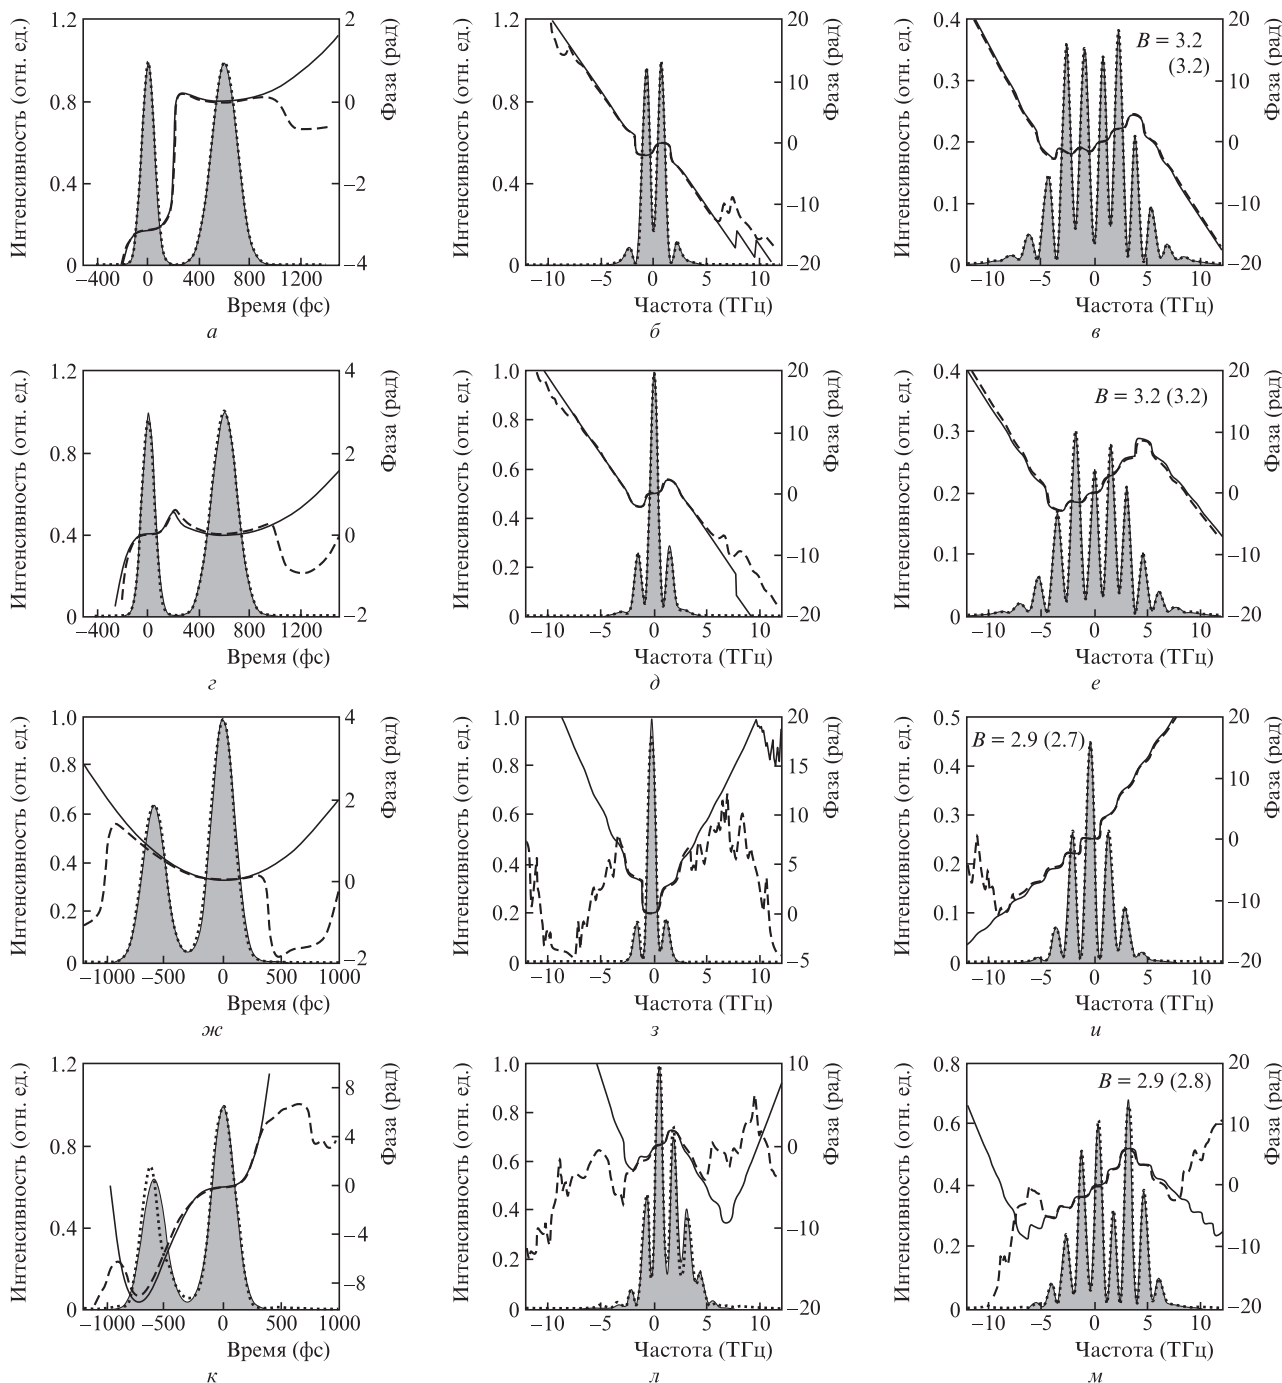 Интенсивность (отн. ед.)
1.2
0.8
0.4
0
2
0
−2
−4
Фаза (рад)
−400 0 400 800 1200
Время (фс)
а
Интенсивность (отн. ед.)
1.2
0.8
0.4
0
20
10
0
−10
−20
Фаза (рад)
−10 −5 0 5 10
Частота (ТГц)
б
Интенсивность (отн. ед.)
0.4
0.3
0.2
0.1
0
B = 3.2
(3.2)
20
10
0
−10
−20
Фаза (рад)
−10 −5 0 5 10
Частота (ТГц)
в
Интенсивность (отн. ед.)
1.2
0.8
0.4
0
4
2
0
−2
Фаза (рад)
−400 0 400 800 1200
Время (фс)
г
Интенсивность (отн. ед.)
1.0
0.8
0.6
0.4
0.2
0
20
10
0
−10
−20
Фаза (рад)
−10 −5 0 5 10
Частота (ТГц)
д
Интенсивность (отн. ед.)
0.4
0.3
0.2
0.1
0
B = 3.2 (3.2)
20
10
0
−10
−20
Фаза (рад)
−10 −5 0 5 10
Частота (ТГц)
е
Интенсивность (отн. ед.)
1.0
0.8
0.6
0.4
0.2
0
4
2
0
−2
Фаза (рад)
−1000 −500 0 500 1000
Время (фс)
ж
Интенсивность (отн. ед.)
1.0
0.8
0.6
0.4
0.2
0
20
15
10
5
0
−5
Фаза (рад)
−10 −5 0 5 10
Частота (ТГц)
з
Интенсивность (отн. ед.)
0.5
0.4
0.3
0.2
0.1
0
B = 2.9 (2.7)
20
10
0
−10
−20
Фаза (рад)
−10 −5 0 5 10
Частота (ТГц)
и
Интенсивность (отн. ед.)
1.2
0.8
0.4
0
8
4
0
−4
−8
Фаза (рад)
−1000 −500 0 500 1000
Время (фс)
к
Интенсивность (отн. ед.)
1.0
0.8
0.6
0.4
0.2
0
10
0
−10
−20
Фаза (рад)
−10 −5 0 5 10
Частота (ТГц)
л
Интенсивность (отн. ед.)
0.8
0.6
0.4
0.2
0
B = 2.9 (2.8)
20
10
0
−10
−20
Фаза (рад)
−10 −5 0 5 10
Частота (ТГц)
м